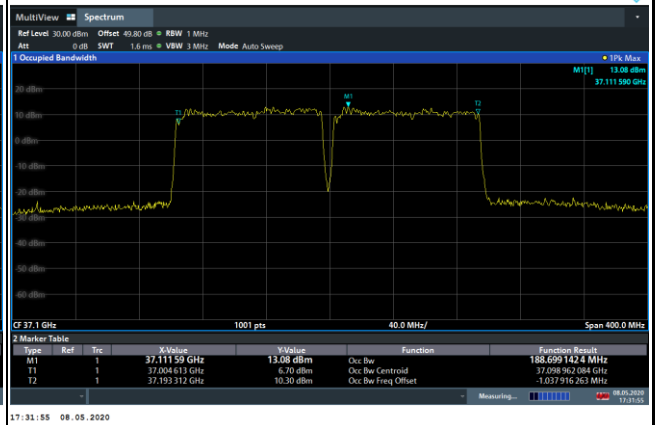 MultiView Spectrum
Ref Level 30.00 dBm Offset 49.80 dB RBW 1 MHz
Att 0 dB SWT 1.6 ms VBW 3 MHz Mode Auto Sweep
1 Occupied Bandwidth 1Pk Max
M1[1] 13.08 dBm
37.111 590 GHz
20 dBm
M1
T1
T2
10 dBm
0 dBm
-10 dBm
-20 dBm
-30 dBm
-40 dBm
-50 dBm
-60 dBm
CF 37.1 GHz 1001 pts 40.0 MHz/ Span 400.0 MHz
2 Marker Table
Type Ref Trc X-Value Y-Value Function Function Result
M1 1 37.111 59 GHz 13.08 dBm Occ Bw 188.699 142 4 MHz
T1 1 37.004 613 GHz 6.70 dBm Occ Bw Centroid 37.098 962 084 GHz
T2 1 37.193 312 GHz 10.30 dBm Occ Bw Freq Offset -1.037 916 263 MHz
Measuring... 08.05.2020
17:31:55
17:31:55 08.05.2020